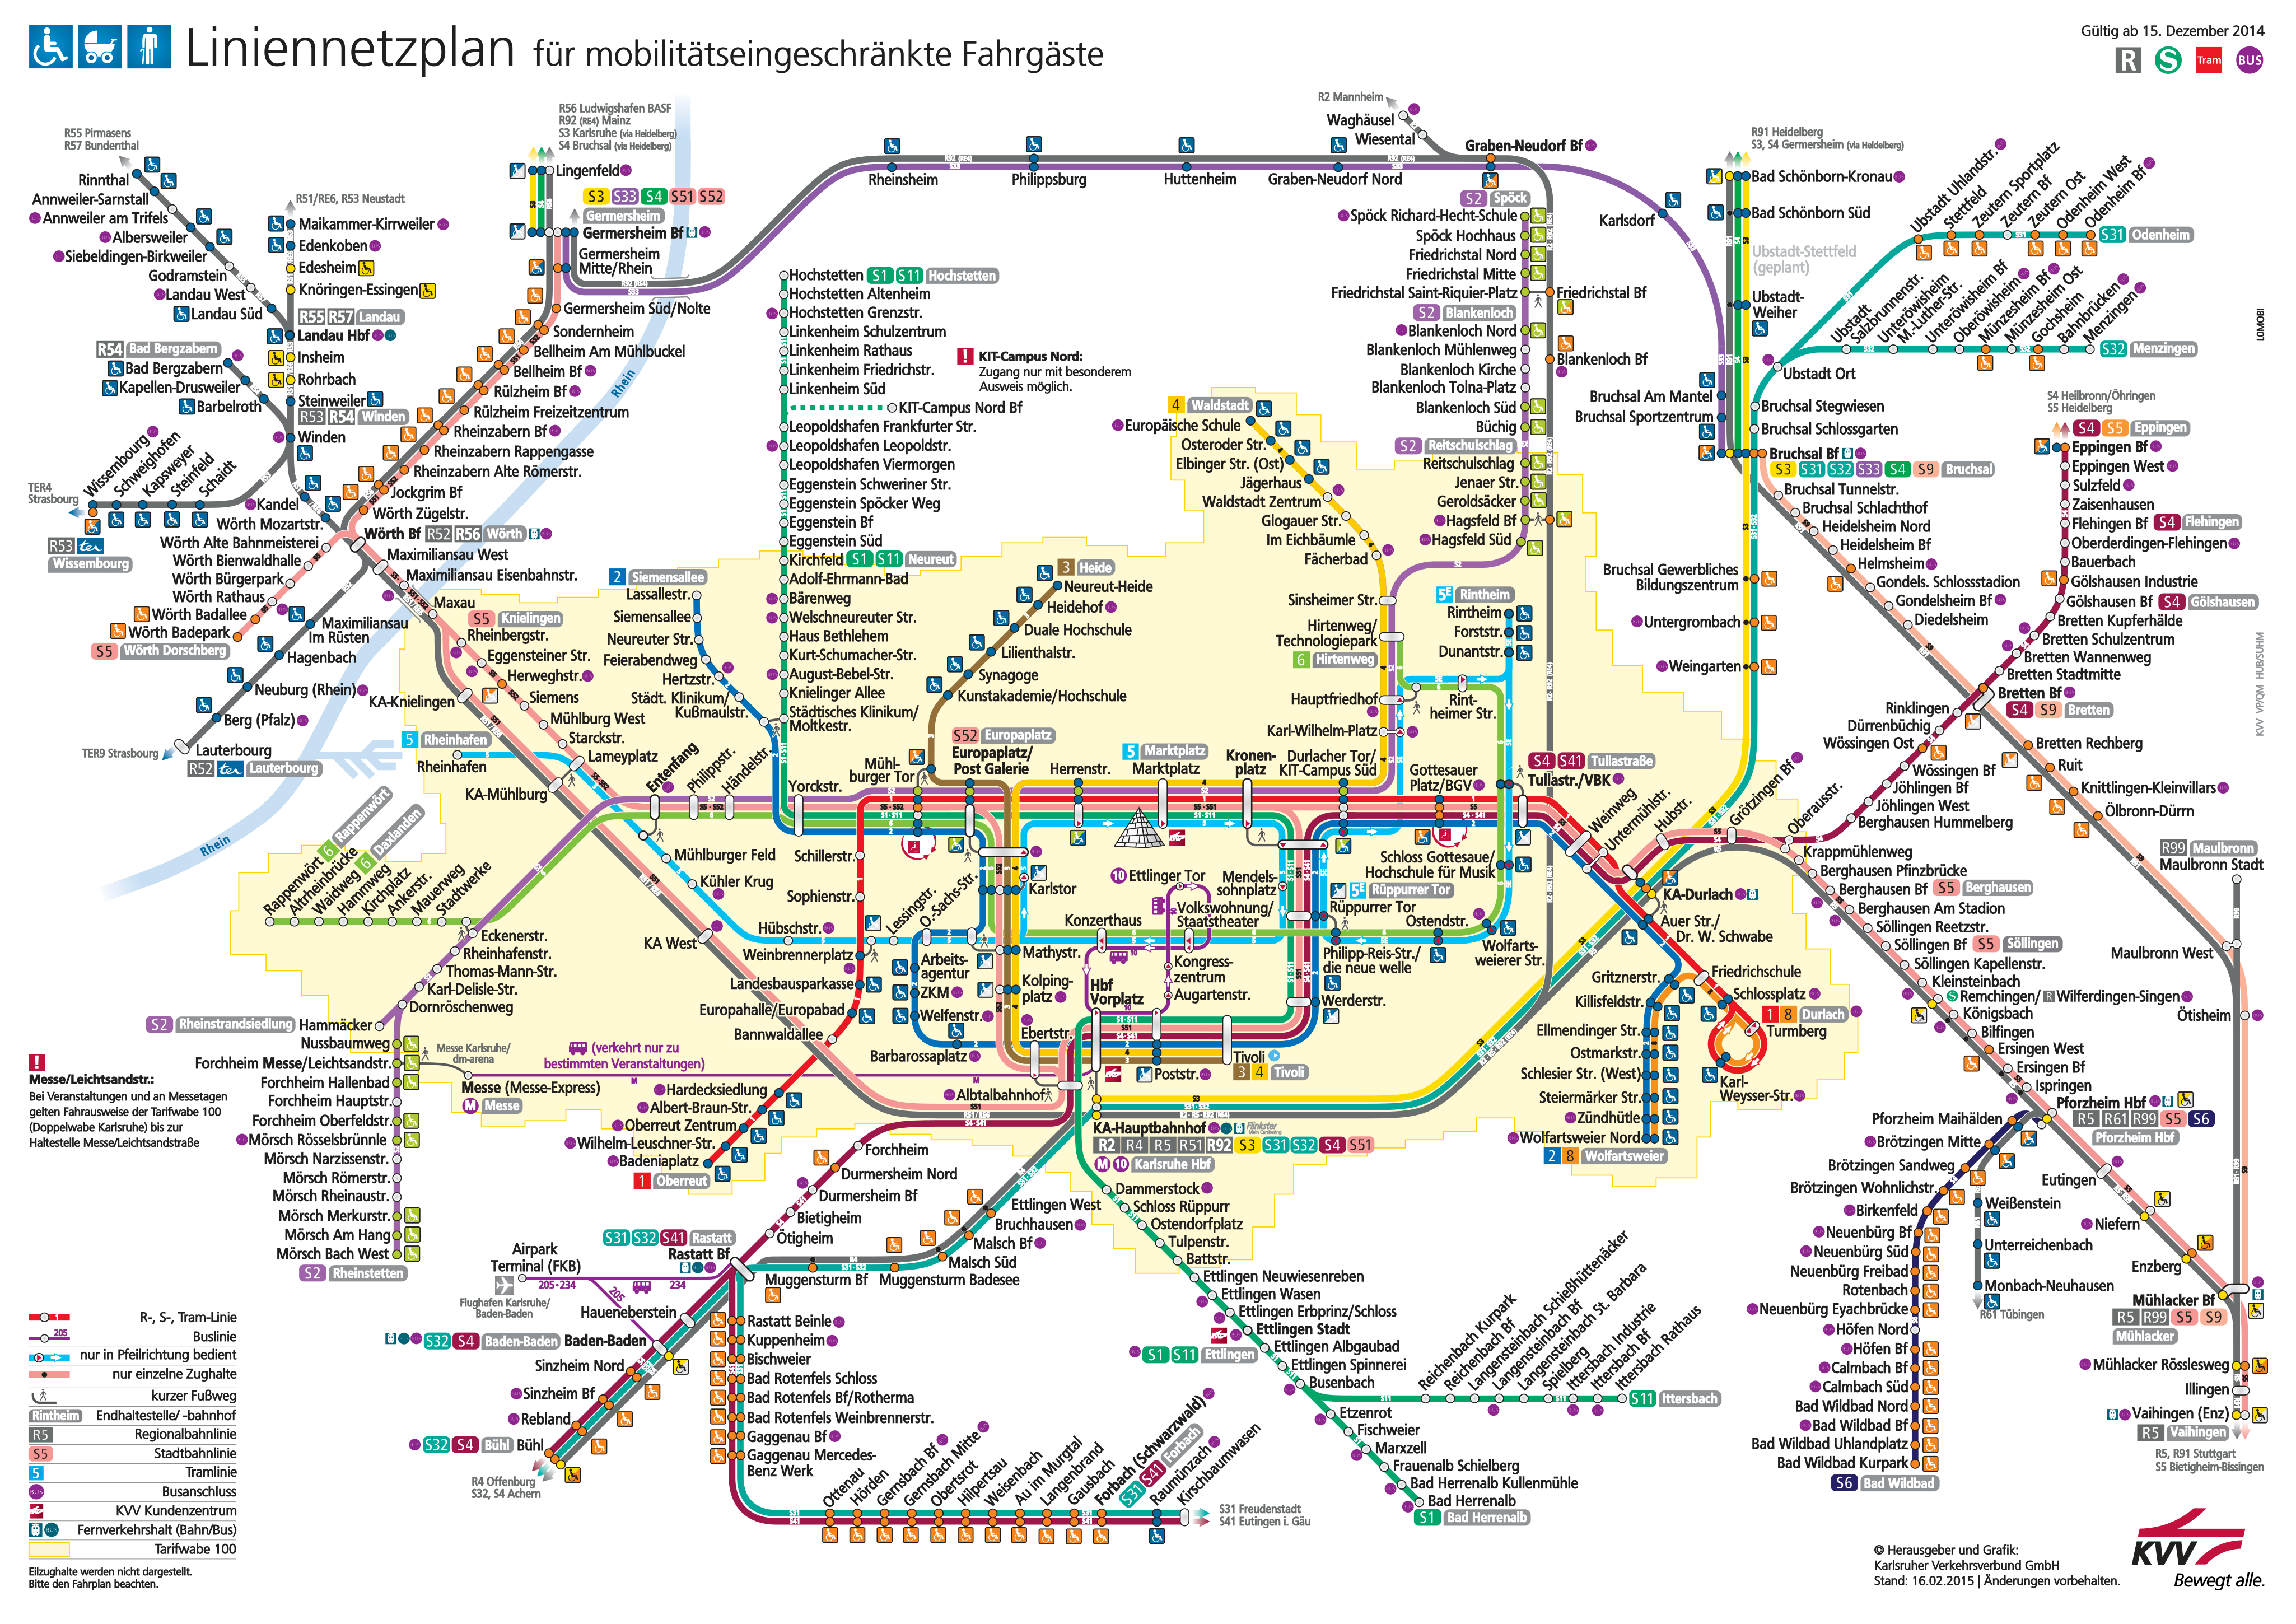 Liniennetzplan für mobilitätseingeschränkte Fahrgäste
Gültig ab 15. Dezember 2014
R S Tram BUS
R55 Pirmasens
R57 Bundenthal
Rinnthal
Annweiler-Sarnstall
Annweiler am Trifels
Albersweiler
Siebeldingen-Birkweiler
Godramstein
Landau West
Landau Süd
R51/RE6, R53 Neustadt
Maikammer-Kirrweiler
Edenkoben
Edesheim
Knöringen-Essingen
R55 R57 Landau
Landau Hbf
Insheim
Rohrbach
Steinweiler
R53 R54 Winden
Winden
R54 Bad Bergzabern
Bad Bergzabern
Kapellen-Drusweiler
Barbelroth
Wissembourg
Schweighofen
Kapsweyer
Steinfeld
Schaidt
TER4
Strasbourg
R53 ter
Wissembourg
Kandel
Wörth Mozartstr.
Wörth Alte Bahnmeisterei
Wörth Bienwaldhalle
Wörth Bürgerpark
Wörth Rathaus
Wörth Badallee
Wörth Badepark
S5 Wörth Dorschberg
R56 Ludwigshafen BASF
R92 (RE4) Mainz
S3 Karlsruhe (via Heidelberg)
S4 Bruchsal (via Heidelberg)
Lingenfeld
S3 S33 S4 S51 S52
Germersheim
Germersheim Bf
Germersheim
Mitte/Rhein
Germersheim Süd/Nolte
Sondernheim
Bellheim Am Mühlbuckel
Bellheim Bf
Rülzheim Bf
Rülzheim Freizeitzentrum
Rheinzabern Bf
Rheinzabern Rappengasse
Rheinzabern Alte Römerstr.
Jockgrim Bf
Wörth Zügelstr.
Wörth Bf R52 R56 Wörth
Maximiliansau West
Maximiliansau Eisenbahnstr.
Maxau
Maximiliansau
Im Rüsten
Hagenbach
Neuburg (Rhein)
Berg (Pfalz)
Lauterbourg
TER9 Strasbourg
R52 ter Lauterbourg
Rhein
Rhein
S5 Knielingen
Rheinbergstr.
Eggensteiner Str.
Herweghstr.
Siemens
Mühlburg West
Starckstr.
Lameyplatz
KA-Knielingen
KA-Mühlburg
5 Rheinhafen
Rheinhafen
Entenfang
Philippstr.
Händelstr.
Yorckstr.
Mühlburger Feld
Kühler Krug
KA West
Hübschstr.
6 Rappenwört
6 Daxlanden
Rappenwört
Altrheinbrücke
Waidweg
Hammweg
Kirchplatz
Ankerstr.
Mauerweg
Stadtwerke
Eckenerstr.
Rheinhafenstr.
Thomas-Mann-Str.
Karl-Delisle-Str.
Dornröschenweg
S2 Rheinstrandsiedlung Hammäcker
Nussbaumweg
Forchheim Messe/Leichtsandstr.
Forchheim Hallenbad
Forchheim Hauptstr.
Forchheim Oberfeldstr.
Mörsch Rösselsbrünnle
Mörsch Narzissenstr.
Mörsch Römerstr.
Mörsch Rheinaustr.
Mörsch Merkurstr.
Mörsch Am Hang
Mörsch Bach West
S2 Rheinstetten
!
Messe/Leichtsandstr.:
Bei Veranstaltungen und an Messetagen
gelten Fahrausweise der Tarifwabe 100
(Doppelwabe Karlsruhe) bis zur
Haltestelle Messe/Leichtsandstraße
Messe Karlsruhe/
dm-arena
Messe (Messe-Express)
M Messe
(verkehrt nur zu
bestimmten Veranstaltungen)
Rheinsheim
Philippsburg
Huttenheim
Graben-Neudorf Nord
R2 Mannheim
Waghäusel
Wiesental
Graben-Neudorf Bf
Karlsdorf
Hochstetten S1 S11 Hochstetten
Hochstetten Altenheim
Hochstetten Grenzstr.
Linkenheim Schulzentrum
Linkenheim Rathaus
Linkenheim Friedrichstr.
Linkenheim Süd
KIT-Campus Nord Bf
Leopoldshafen Frankfurter Str.
Leopoldshafen Leopoldstr.
Leopoldshafen Viermorgen
Eggenstein Schweriner Str.
Eggenstein Spöcker Weg
Eggenstein Bf
Eggenstein Süd
Kirchfeld S1 S11 Neureut
Adolf-Ehrmann-Bad
Bärenweg
Welschneureuter Str.
Haus Bethlehem
Kurt-Schumacher-Str.
August-Bebel-Str.
Knielinger Allee
Städtisches Klinikum/
Moltkestr.
! KIT-Campus Nord:
Zugang nur mit besonderem
Ausweis möglich.
2 Siemensallee
Lassallestr.
Siemensallee
Neureuter Str.
Feierabendweg
Hertzstr.
Städt. Klinikum/
Kußmaulstr.
3 Heide
Neureut-Heide
Heidehof
Duale Hochschule
Lilienthalstr.
Synagoge
Kunstakademie/Hochschule
4 Waldstadt
Europäische Schule
Osteroder Str.
Elbinger Str. (Ost)
Jägerhaus
Waldstadt Zentrum
Glogauer Str.
Im Eichbäumle
Fächerbad
Sinsheimer Str.
Hirtenweg/
Technologiepark
6 Hirtenweg
Hauptfriedhof
Karl-Wilhelm-Platz
Durlacher Tor/
KIT-Campus Süd
S2 Spöck
Spöck Richard-Hecht-Schule
Spöck Hochhaus
Friedrichstal Nord
Friedrichstal Mitte
Friedrichstal Saint-Riquier-Platz
Friedrichstal Bf
S2 Blankenloch
Blankenloch Nord
Blankenloch Mühlenweg
Blankenloch Bf
Blankenloch Kirche
Blankenloch Tolna-Platz
Blankenloch Süd
Büchig
S2 Reitschulschlag
Reitschulschlag
Jenaer Str.
Geroldsäcker
Hagsfeld Bf
Hagsfeld Süd
5E Rintheim
Rintheim
Forststr.
Dunantstr.
Rint-
heimer Str.
Gottesauer
Platz/BGV
S4 S41 Tullastraße
Tullastr./VBK
Schloss Gottesaue/
Hochschule für Musik
5E Rüppurrer Tor
Rüppurrer Tor
Ostendstr.
Wolfarts-
weierer Str.
Philipp-Reis-Str./
die neue welle
Werderstr.
S52 Europaplatz
Europaplatz/
Post Galerie
Mühl-
burger Tor
Herrenstr.
5 Marktplatz
Marktplatz
Kronen-
platz
Schillerstr.
Sophienstr.
Weinbrennerplatz
Lessingstr.
O.-Sachs-Str.
Karlstor
Mathystr.
Kolping-
platz
Arbeits-
agentur
ZKM
Welfenstr.
Barbarossaplatz
Ebertstr.
Landesbausparkasse
Europahalle/Europabad
Bannwaldallee
Hardecksiedlung
Albert-Braun-Str.
Oberreut Zentrum
Wilhelm-Leuschner-Str.
Badeniaplatz
1 Oberreut
10 Ettlinger Tor
Mendels-
sohnplatz
Volkswohnung/
Staatstheater
Konzerthaus
Kongress-
zentrum
Augartenstr.
Hbf
Vorplatz
Poststr.
Tivoli
3 4 Tivoli
Albtalbahnhof
KA-Hauptbahnhof
Flinkster
R2 R4 R5 R51 R92 S3 S31 S32 S4 S51
M 10 Karlsruhe Hbf
R91 Heidelberg
S3, S4 Germersheim (via Heidelberg)
Bad Schönborn-Kronau
Bad Schönborn Süd
Ubstadt-Stettfeld
(geplant)
Ubstadt-
Weiher
Bruchsal Am Mantel
Bruchsal Sportzentrum
Bruchsal Stegwiesen
Bruchsal Schlossgarten
Bruchsal Bf
S3 S31 S32 S33 S4 S9 Bruchsal
Ubstadt Ort
Ubstadt Uhlandstr.
Stettfeld
Zeutern Sportplatz
Zeutern Bf
Zeutern Ost
Odenheim West
Odenheim Bf
S31 Odenheim
Ubstadt
Salzbrunnenstr.
Unteröwisheim
M.-Luther-Str.
Unteröwisheim Bf
Oberöwisheim
Münzesheim Bf
Münzesheim Ost
Gochsheim
Bahnbrücken
Menzingen
S32 Menzingen
Bruchsal Tunnelstr.
Bruchsal Schlachthof
Heidelsheim Nord
Heidelsheim Bf
Helmsheim
Gondels. Schlossstadion
Gondelsheim Bf
Diedelsheim
Bruchsal Gewerbliches
Bildungszentrum
Untergrombach
Weingarten
S4 Heilbronn/Öhringen
S5 Heidelberg
S4 S5 Eppingen
Eppingen Bf
Eppingen West
Sulzfeld
Zaisenhausen
Flehingen Bf S4 Flehingen
Oberderdingen-Flehingen
Bauerbach
Gölshausen Industrie
Gölshausen Bf S4 Gölshausen
Bretten Kupferhälde
Bretten Schulzentrum
Bretten Wannenweg
Bretten Stadtmitte
Bretten Bf
S4 S9 Bretten
Rinklingen
Dürrenbüchig
Wössingen Ost
Wössingen Bf
Jöhlingen Bf
Jöhlingen West
Berghausen Hummelberg
Bretten Rechberg
Ruit
Knittlingen-Kleinvillars
Ölbronn-Dürrn
R99 Maulbronn
Maulbronn Stadt
Maulbronn West
Ötisheim
Weinweg
Untermühlstr.
Hubstr.
Grötzingen Bf
Oberausstr.
Krappmühlenweg
Berghausen Pfinzbrücke
Berghausen Bf S5 Berghausen
Berghausen Am Stadion
Söllingen Reetzstr.
Söllingen Bf S5 Söllingen
Söllingen Kapellenstr.
Kleinsteinbach
S Remchingen/ R Wilferdingen-Singen
Königsbach
Bilfingen
Ersingen West
Ersingen Bf
Ispringen
Pforzheim Hbf
R5 R61 R99 S5 S6
Pforzheim Hbf
KA-Durlach
Auer Str./
Dr. W. Schwabe
Gritznerstr.
Friedrichschule
Schlossplatz
1 8 Durlach
Turmberg
Karl-
Weysser-Str.
Killisfeldstr.
Ellmendinger Str.
Ostmarkstr.
Schlesier Str. (West)
Steiermärker Str.
Zündhütle
Wolfartsweier Nord
2 8 Wolfartsweier
Pforzheim Maihälden
Brötzingen Mitte
Brötzingen Sandweg
Brötzingen Wohnlichstr.
Birkenfeld
Neuenbürg Bf
Neuenbürg Süd
Neuenbürg Freibad
Rotenbach
Neuenbürg Eyachbrücke
Höfen Nord
Höfen Bf
Calmbach Bf
Calmbach Süd
Bad Wildbad Nord
Bad Wildbad Bf
Bad Wildbad Uhlandplatz
Bad Wildbad Kurpark
S6 Bad Wildbad
Weißenstein
Unterreichenbach
Monbach-Neuhausen
R61 Tübingen
Eutingen
Niefern
Enzberg
Mühlacker Bf
R5 R99 S5 S9
Mühlacker
Mühlacker Rösslesweg
Illingen
Vaihingen (Enz)
R5 Vaihingen
R5, R91 Stuttgart
S5 Bietigheim-Bissingen
Forchheim
Durmersheim Nord
Durmersheim Bf
Bietigheim
Ötigheim
S31 S32 S41 Rastatt
Rastatt Bf
Ettlingen West
Bruchhausen
Malsch Bf
Malsch Süd
Muggensturm Bf
Muggensturm Badesee
Airpark
Terminal (FKB)
Flughafen Karlsruhe/
Baden-Baden
205 · 234
234
205
Haueneberstein
S32 S4 Baden-Baden Baden-Baden
Sinzheim Nord
Sinzheim Bf
Rebland
S32 S4 Bühl Bühl
R4 Offenburg
S32, S4 Achern
Rastatt Beinle
Kuppenheim
Bischweier
Bad Rotenfels Schloss
Bad Rotenfels Bf/Rotherma
Bad Rotenfels Weinbrennerstr.
Gaggenau Bf
Gaggenau Mercedes-
Benz Werk
Ottenau
Hörden
Gernsbach Bf
Gernsbach Mitte
Obertsrot
Hilpertsau
Weisenbach
Au im Murgtal
Langenbrand
Gausbach
Forbach (Schwarzwald)
S31 S41 Forbach
Raumünzach
Kirschbaumwasen
S31 Freudenstadt
S41 Eutingen i. Gäu
Dammerstock
Schloss Rüppurr
Ostendorfplatz
Tulpenstr.
Battstr.
Ettlingen Neuwiesenreben
Ettlingen Wasen
Ettlingen Erbprinz/Schloss
Ettlingen Stadt
S1 S11 Ettlingen
Ettlingen Albgaubad
Ettlingen Spinnerei
Busenbach
Reichenbach Kurpark
Reichenbach Bf
Langensteinbach Schießhüttenäcker
Langensteinbach Bf
Langensteinbach St. Barbara
Spielberg
Ittersbach Industrie
Ittersbach Bf
Ittersbach Rathaus
S11 Ittersbach
Etzenrot
Fischweier
Marxzell
Frauenalb Schielberg
Bad Herrenalb Kullenmühle
Bad Herrenalb
S1 Bad Herrenalb
R-, S-, Tram-Linie
205 Buslinie
nur in Pfeilrichtung bedient
nur einzelne Zughalte
kurzer Fußweg
Rintheim Endhaltestelle/ -bahnhof
R5 Regionalbahnlinie
S5 Stadtbahnlinie
5 Tramlinie
BUS Busanschluss
KVV Kundenzentrum
Fernverkehrshalt (Bahn/Bus)
Tarifwabe 100
Eilzughalte werden nicht dargestellt.
Bitte den Fahrplan beachten.
LGMOBI
KVV VP/QM HUB/SUHM
© Herausgeber und Grafik:
Karlsruher Verkehrsverbund GmbH
Stand: 16.02.2015 | Änderungen vorbehalten.
KVV
Bewegt alle.